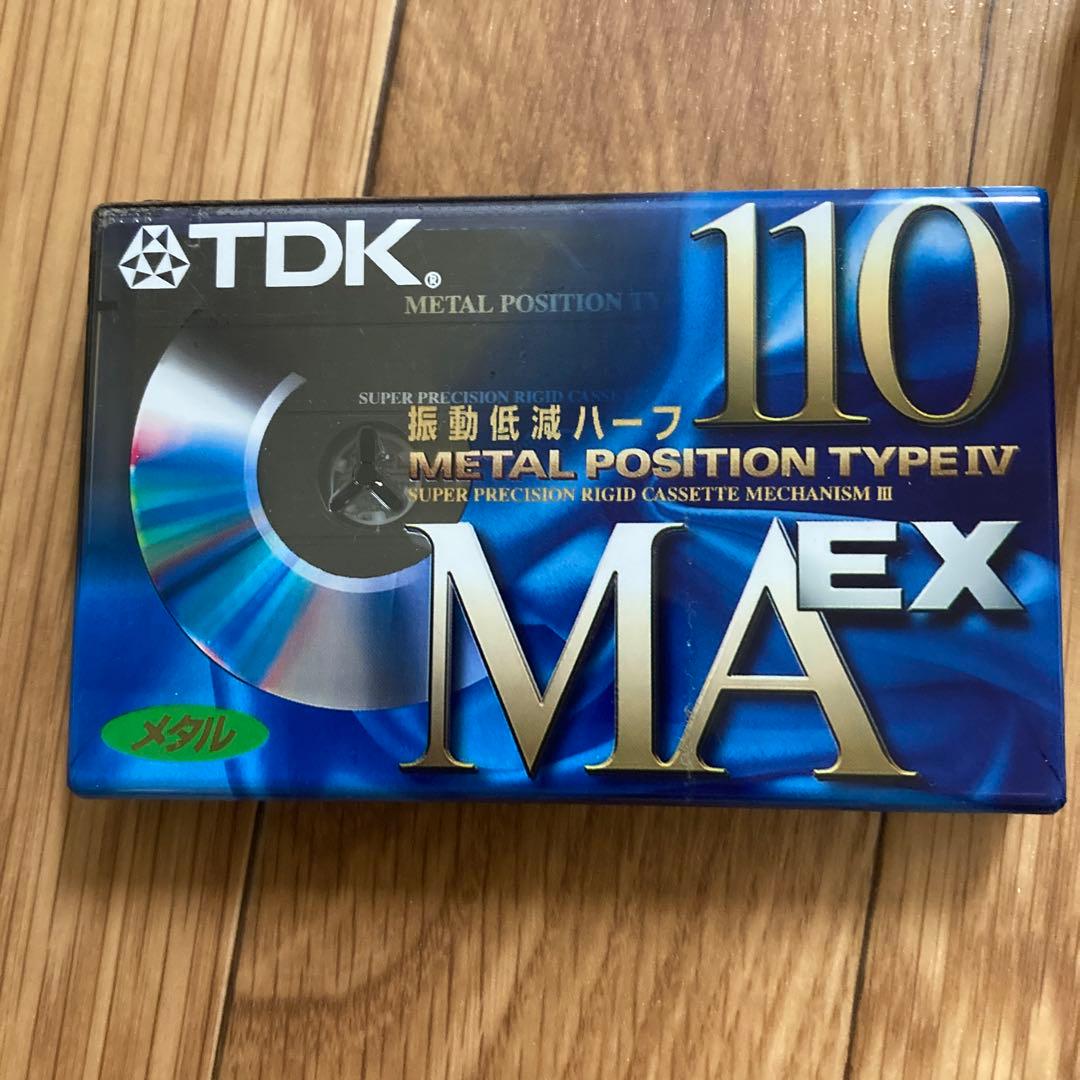 TDK®
110
METAL POSITION TY
SUPER PRECISION RIGID CASSE
振動低減ハーフ
METAL POSITION TYPE IV
SUPER PRECISION RIGID CASSETTE MECHANISM III
MA EX
メタル